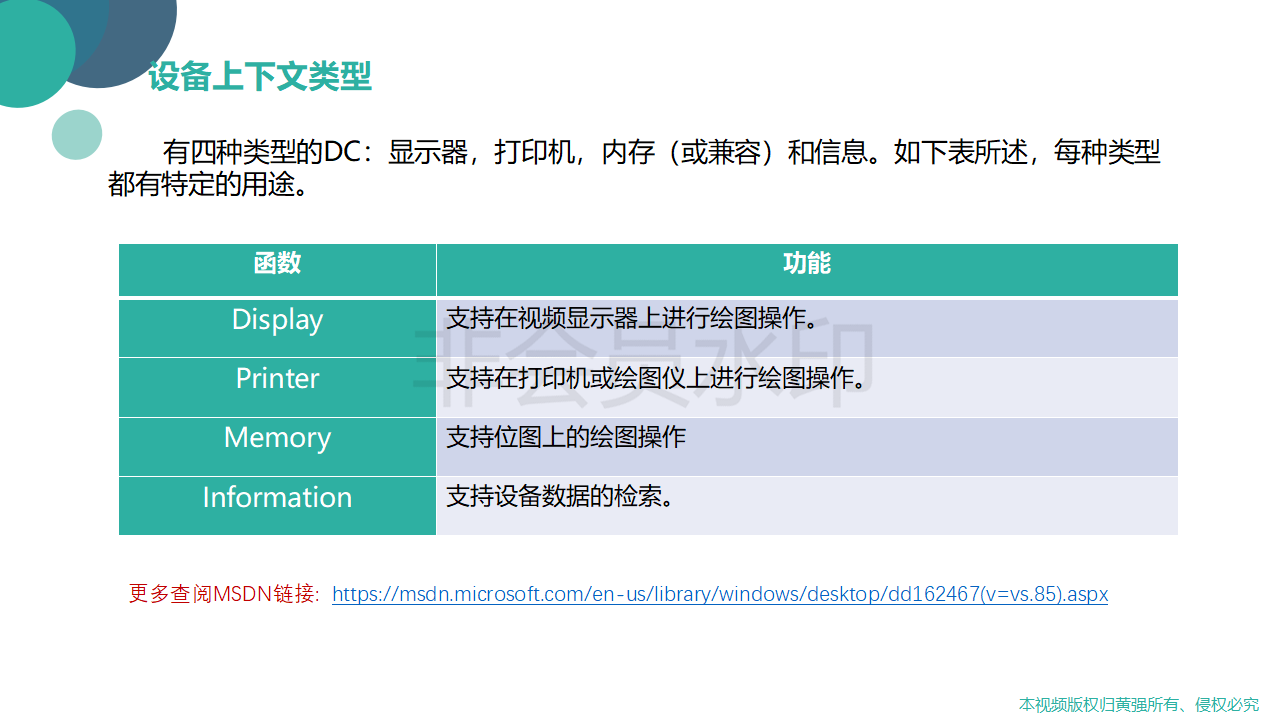 设备上下文类型
有四种类型的DC：显示器，打印机，内存（或兼容）和信息。如下表所述，每种类型
都有特定的用途。
函数 功能
Display 支持在视频显示器上进行绘图操作。
Printer 支持在打印机或绘图仪上进行绘图操作。
Memory 支持位图上的绘图操作
Information 支持设备数据的检索。
非会员水印
更多查阅MSDN链接：https://msdn.microsoft.com/en-us/library/windows/desktop/dd162467(v=vs.85).aspx
本视频版权归黄强所有、侵权必究